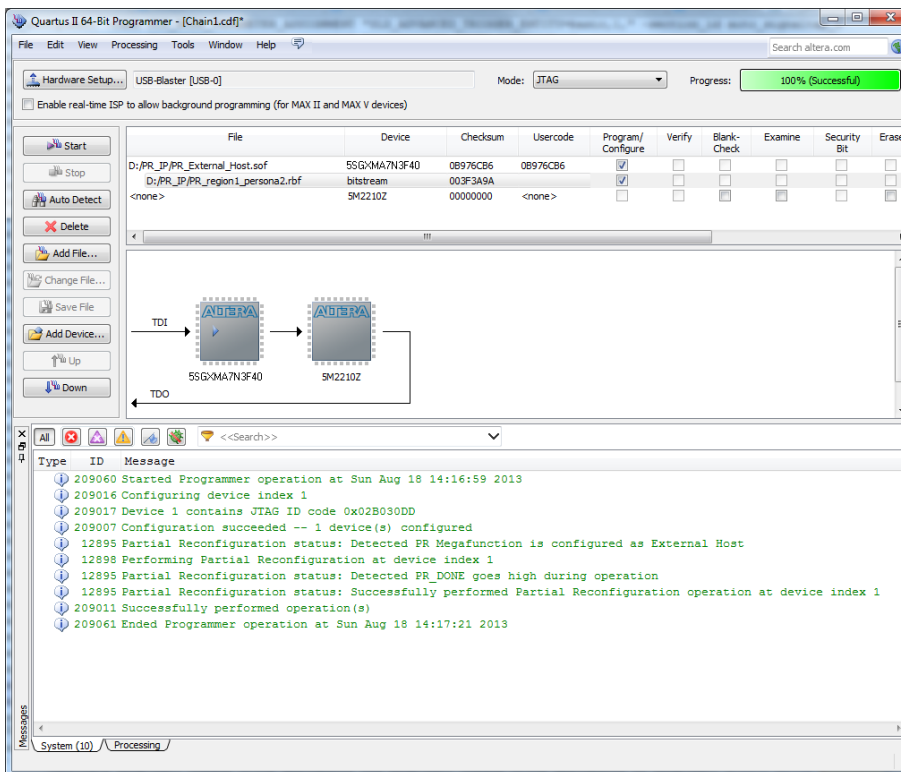 Quartus II 64-Bit Programmer - [Chain1.cdf]*
File Edit View Processing Tools Window Help
Search altera.com
Hardware Setup... USB-Blaster [USB-0] Mode: JTAG Progress: 100% (Successful)
Enable real-time ISP to allow background programming (for MAX II and MAX V devices)
Start
Stop
Auto Detect
Delete
Add File...
Change File...
Save File
Add Device...
Up
Down
File Device Checksum Usercode Program/ Configure Verify Blank- Check Examine Security Bit Erase
D:/PR_IP/PR_External_Host.sof 5SGXMA7N3F40 0B976CB6 0B976CB6
D:/PR_IP/PR_region1_persona2.rbf bitstream 003F3A9A
<none> 5M2210Z 00000000 <none>
TDI
ALTERA
ALTERA
5SGXMA7N3F40
5M2210Z
TDO
All <<Search>>
Type ID Message
209060 Started Programmer operation at Sun Aug 18 14:16:59 2013
209016 Configuring device index 1
209017 Device 1 contains JTAG ID code 0x02B030DD
209007 Configuration succeeded -- 1 device(s) configured
12895 Partial Reconfiguration status: Detected PR Megafunction is configured as External Host
12898 Performing Partial Reconfiguration at device index 1
12895 Partial Reconfiguration status: Detected PR_DONE goes high during operation
12895 Partial Reconfiguration status: Successfully performed Partial Reconfiguration operation at device index 1
209011 Successfully performed operation(s)
209061 Ended Programmer operation at Sun Aug 18 14:17:21 2013
Messages
System (10) Processing